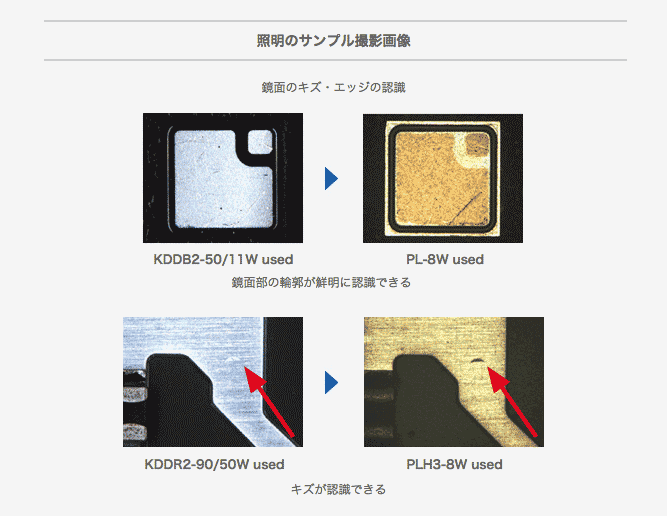 照明のサンプル撮影画像
鏡面のキズ・エッジの認識
KDDB2-50/11W used
PL-8W used
鏡面部の輪郭が鮮明に認識できる
KDDR2-90/50W used
PLH3-8W used
キズが認識できる